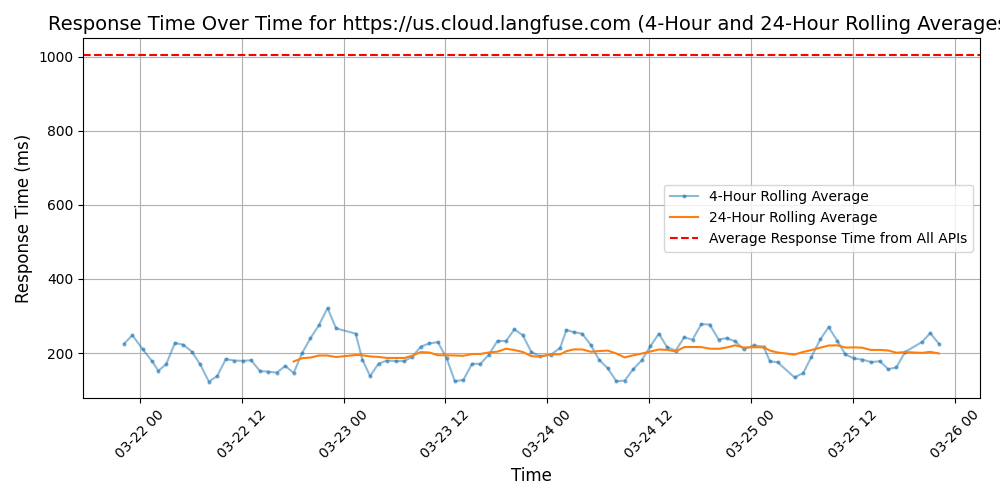 Response Time Over Time for https://us.cloud.langfuse.com (4-Hour and 24-Hour Rolling Averages
Response Time (ms)
1000
800
600
400
200
4-Hour Rolling Average
24-Hour Rolling Average
Average Response Time from All APIs
03-22 00
03-22 12
03-23 00
03-23 12
03-24 00
03-24 12
03-25 00
03-25 12
03-26 00
Time